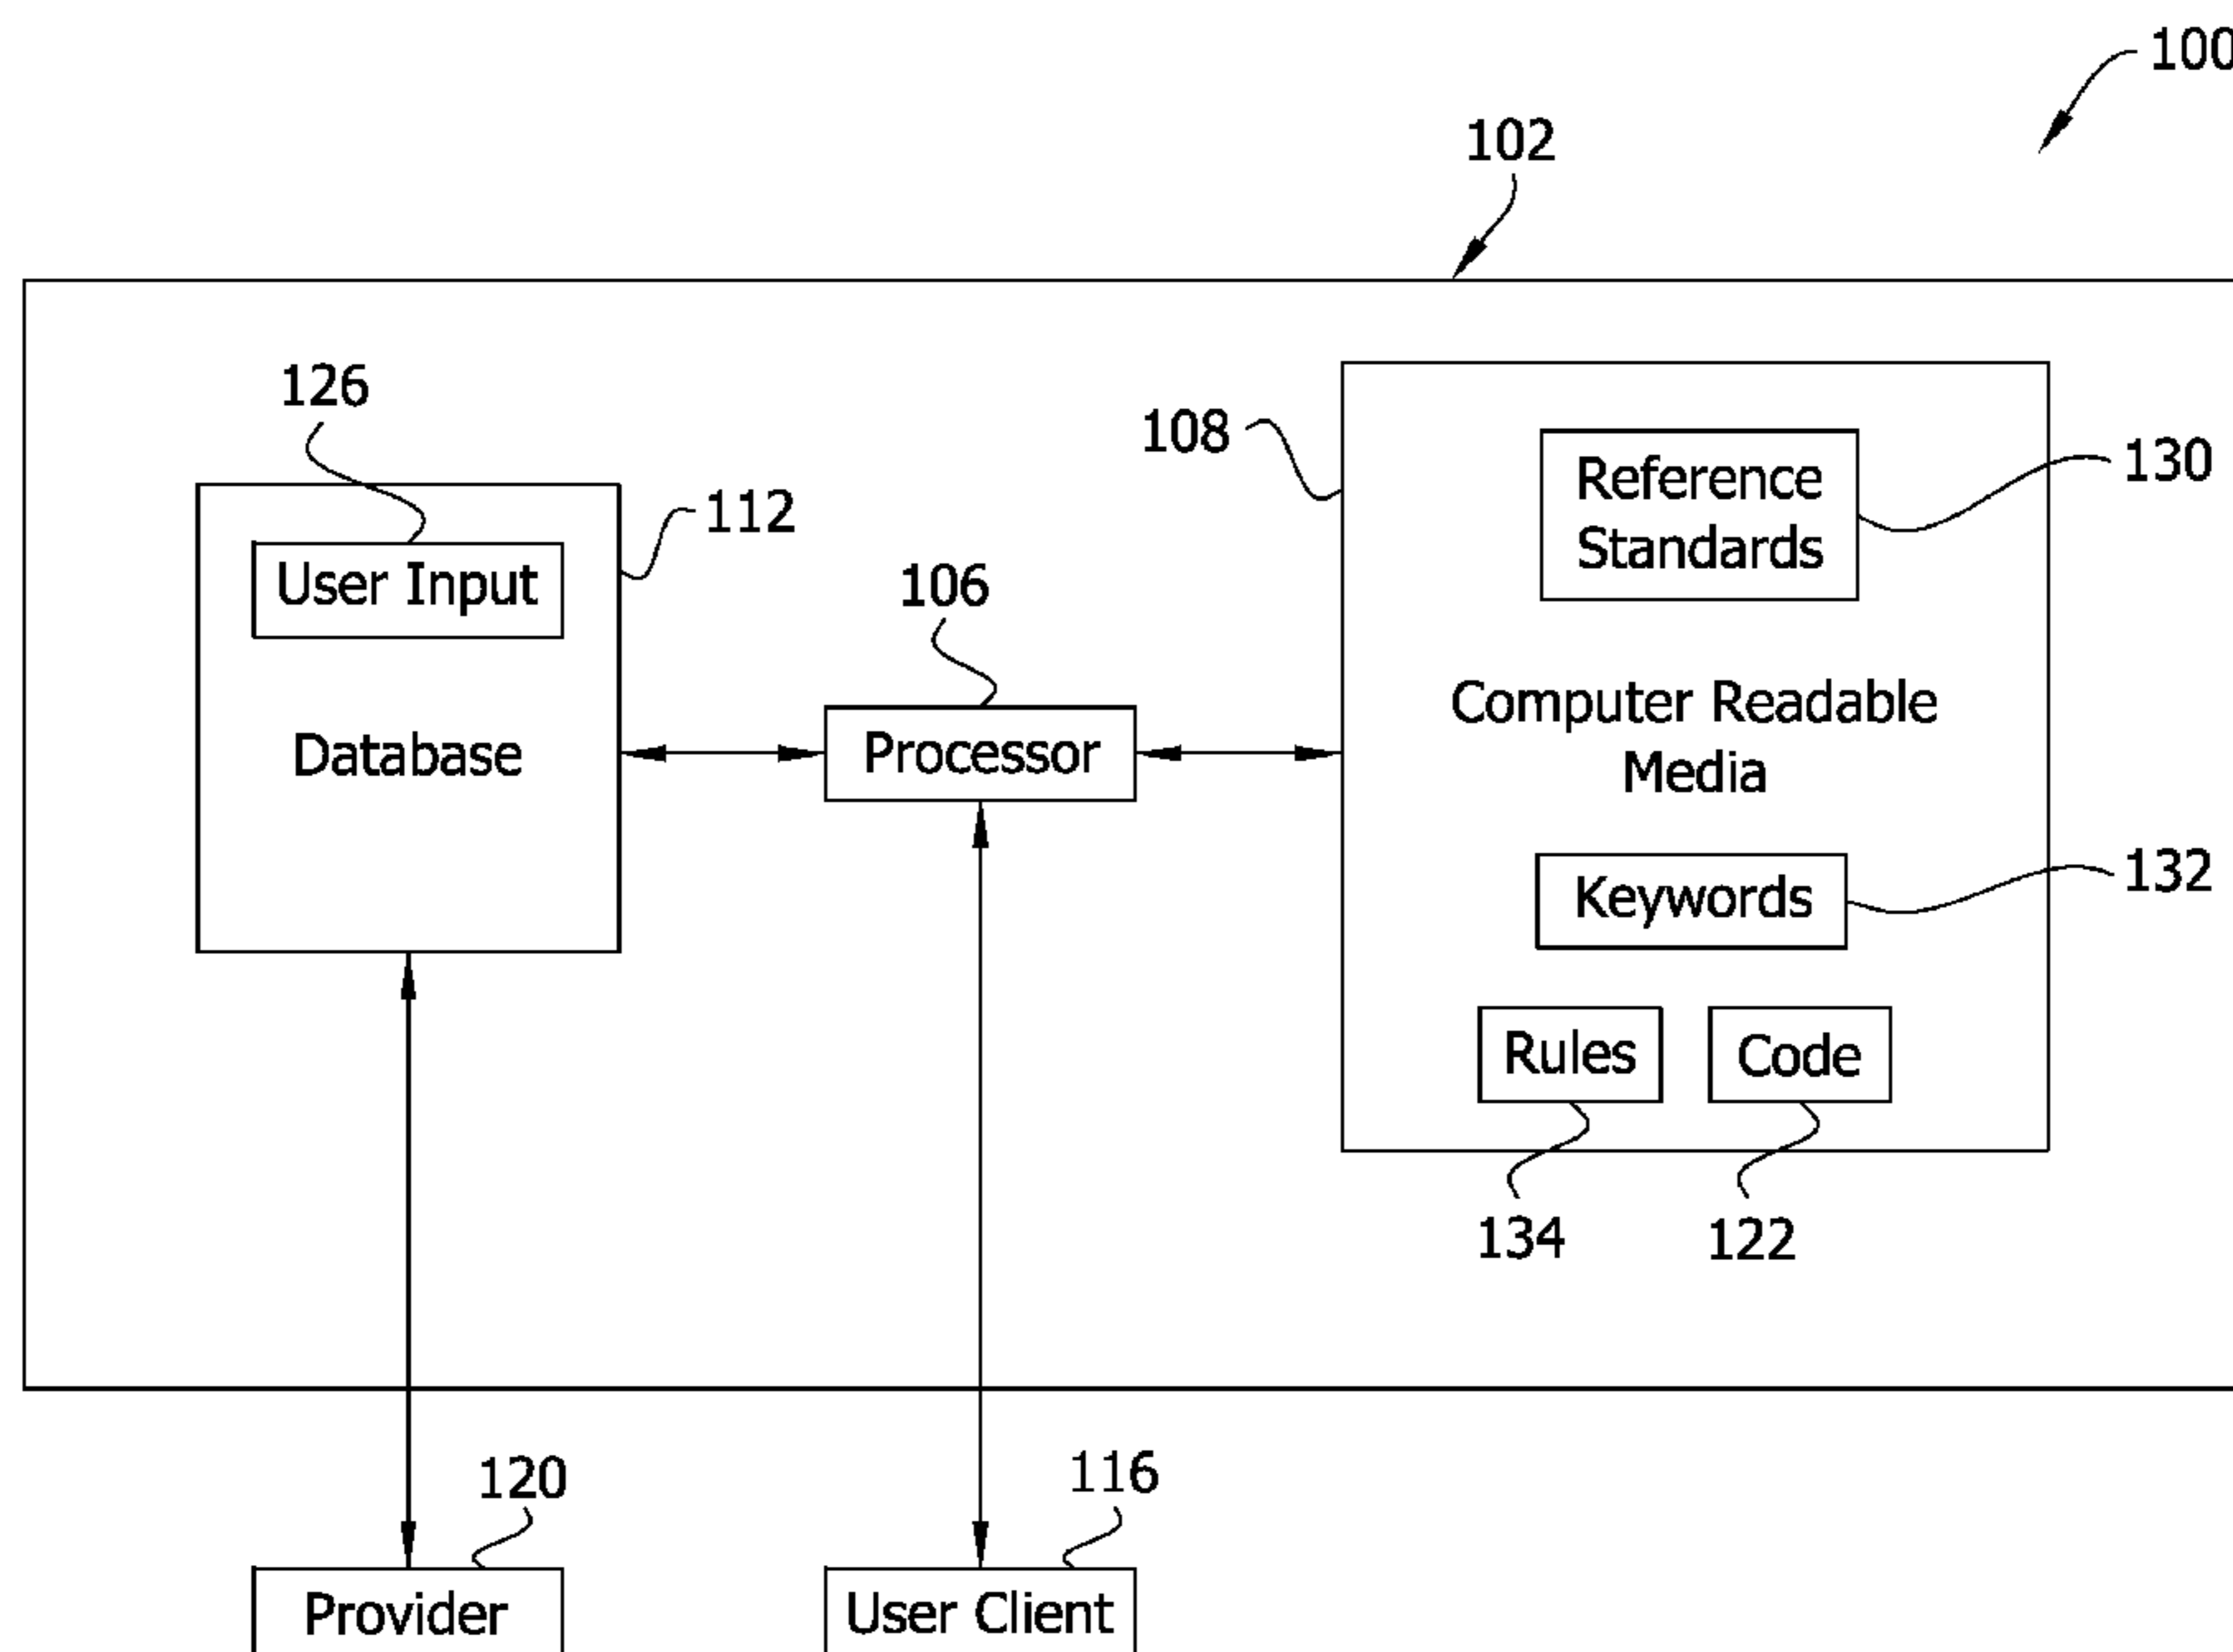 100
102
126
112
108
130
Reference
Standards
User Input
106
Computer Readable
Media
Database
Processor
132
Keywords
Rules
Code
134
122
120
116
Provider
User Client